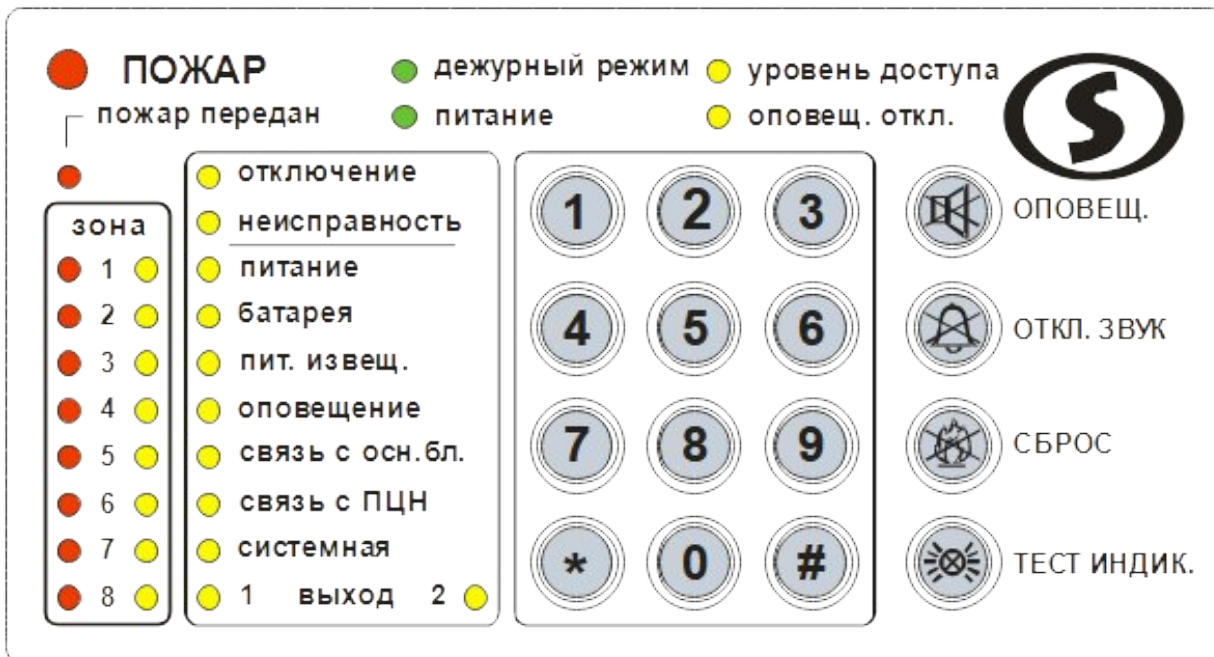 ПОЖАР
дежурный режим
уровень доступа
пожар передан
питание
оповещ. откл.
S
отключение
неисправность
зона
1
2
3
4
5
6
7
8
питание
батарея
пит. извещ.
оповещение
связь с осн.бл.
связь с ПЦН
системная
1 выход 2
1 2 3
4 5 6
7 8 9
* 0 #
ОПОВЕЩ.
ОТКЛ. ЗВУК
СБРОС
ТЕСТ ИНДИК.